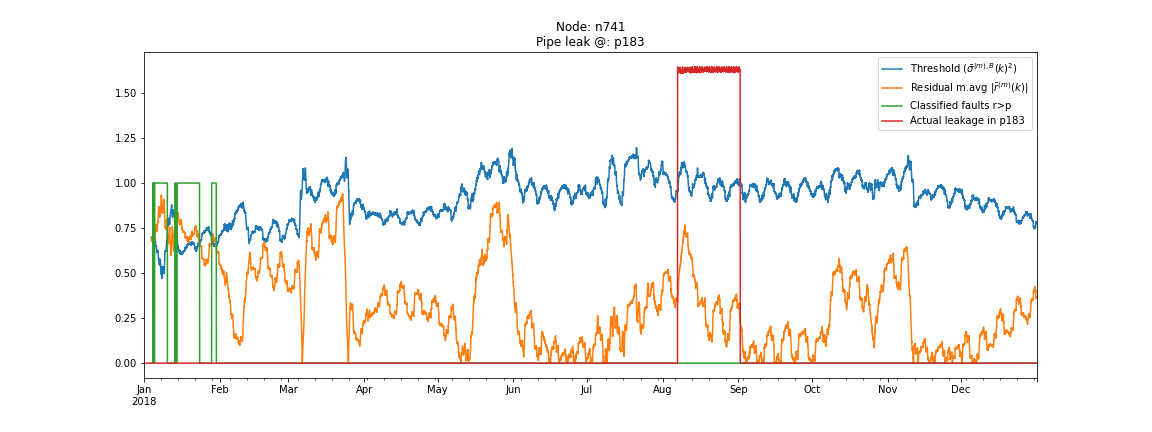 Node: n741
Pipe leak @: p183
Threshold (σ̄^(m),B(k)²)
Residual m.avg |r̄^(m)(k)|
Classified faults r>p
Actual leakage in p183
1.50
1.25
1.00
0.75
0.50
0.25
0.00
Jan Feb Mar Apr May Jun Jul Aug Sep Oct Nov Dec
2018